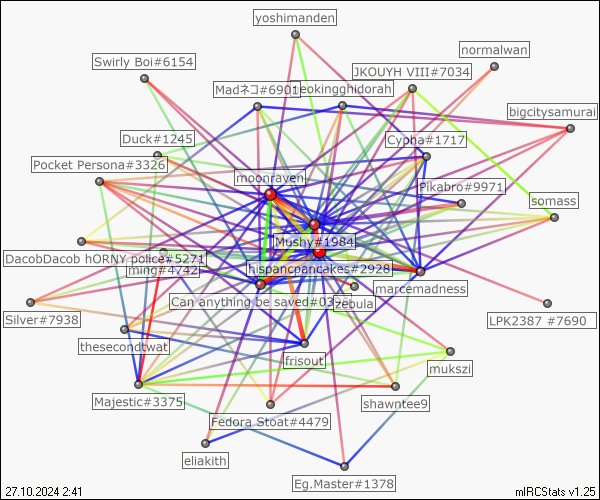 yoshimanden
normalwan
Swirly Boi#6154
JKOUYH VIII#7034
Madネコ#6901
neokingghidorah
bigcitysamurai
Duck#1245
Cypha#1717
Pocket Persona#3326
moonraven
Pikabro#9971
somass
Mushy#1984
DacobDacob hORNY police#5271
ming#4742
hispancpancakes#2928
marcemadness
Can anything be saved#0
zebula
Silver#7938
LPK2387 #7690
thesecondtwat
frisout
mukszi
Majestic#3375
shawntee9
Fedora Stoat#4479
eliakith
Eg.Master#1378
27.10.2024 2:41
mIRCStats v1.25